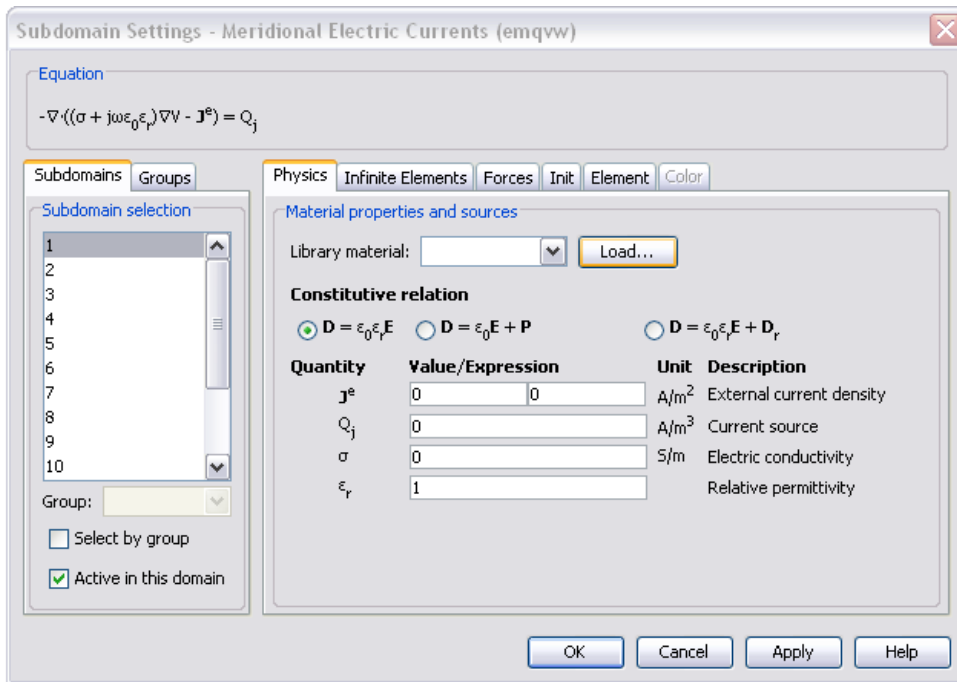 Subdomain Settings - Meridional Electric Currents (emqvw)
Equation
-∇·((σ + jωε₀εᵣ)∇V - Jᵉ) = Qⱼ
Subdomains Groups
Subdomain selection
1
2
3
4
5
6
7
8
9
10
Group:
Select by group
Active in this domain
Physics Infinite Elements Forces Init Element Color
Material properties and sources
Library material: Load...
Constitutive relation
D = ε₀εᵣE D = ε₀E + P D = ε₀εᵣE + Dᵣ
Quantity Value/Expression Unit Description
Jᵉ 0 0 A/m² External current density
Qⱼ 0 A/m³ Current source
σ 0 S/m Electric conductivity
εᵣ 1 Relative permittivity
OK Cancel Apply Help